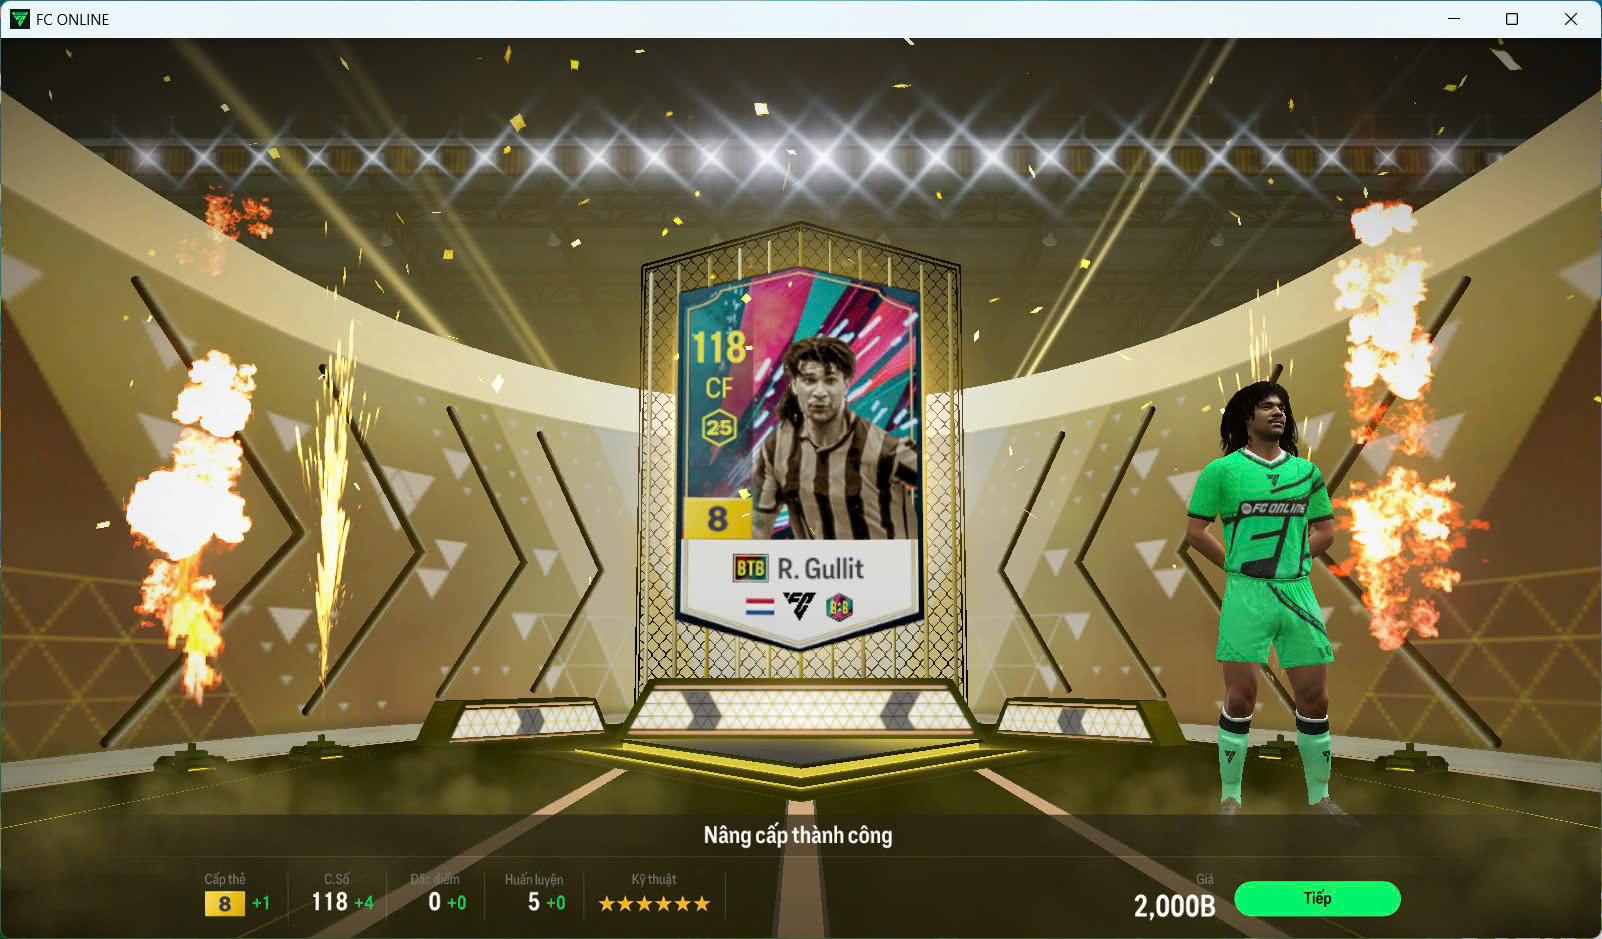 FC ONLINE
118
CF
25
8
BTB R. Gullit
B2B
FC ONLINE
Nâng cấp thành công
Cấp thẻ
8 +1
C.Số
118 +4
Đặc điểm
0 +0
Huấn luyện
5 +0
Kỹ thuật
★★★★★★
Giá
2,000B
Tiếp